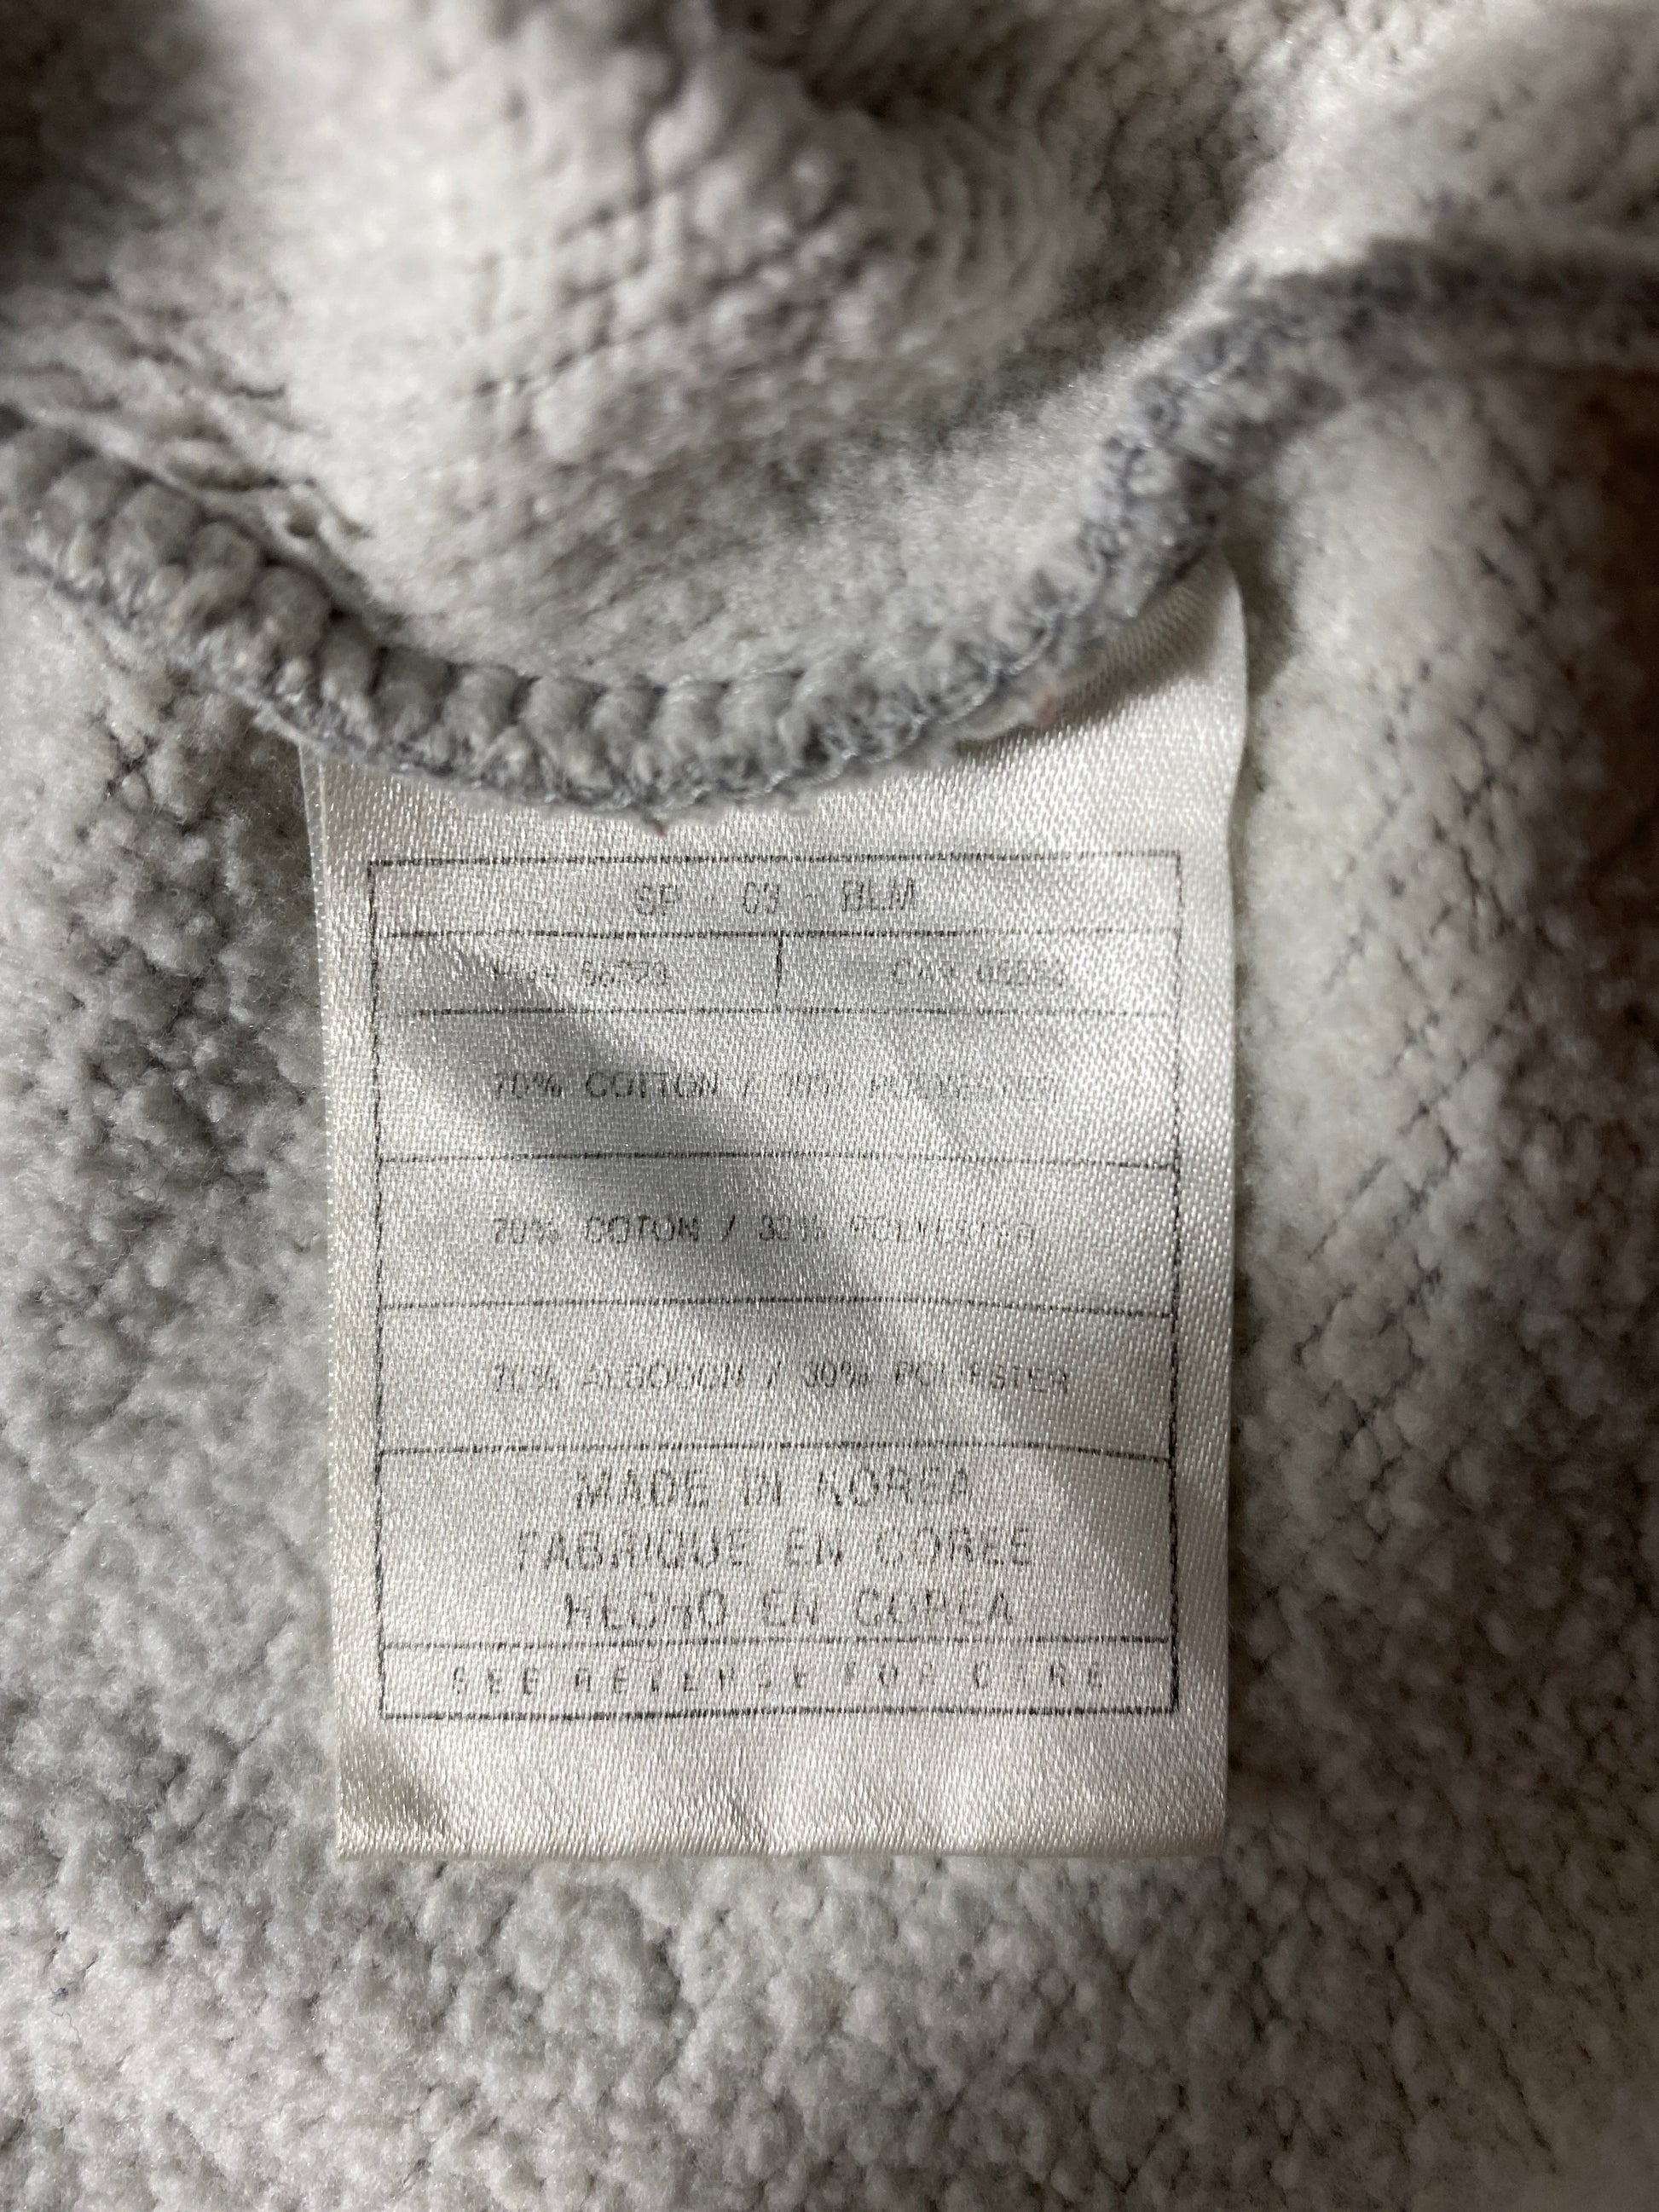 SP - 03 - BLM
70% COTTON / 30% POLYESTER
70% COTON / 30% POLYESTER
70% ALGODON / 30% POLIESTER
MADE IN KOREA
FABRIQUE EN COREE
HECHO EN COREA
SEE REVERSE FOR CARE